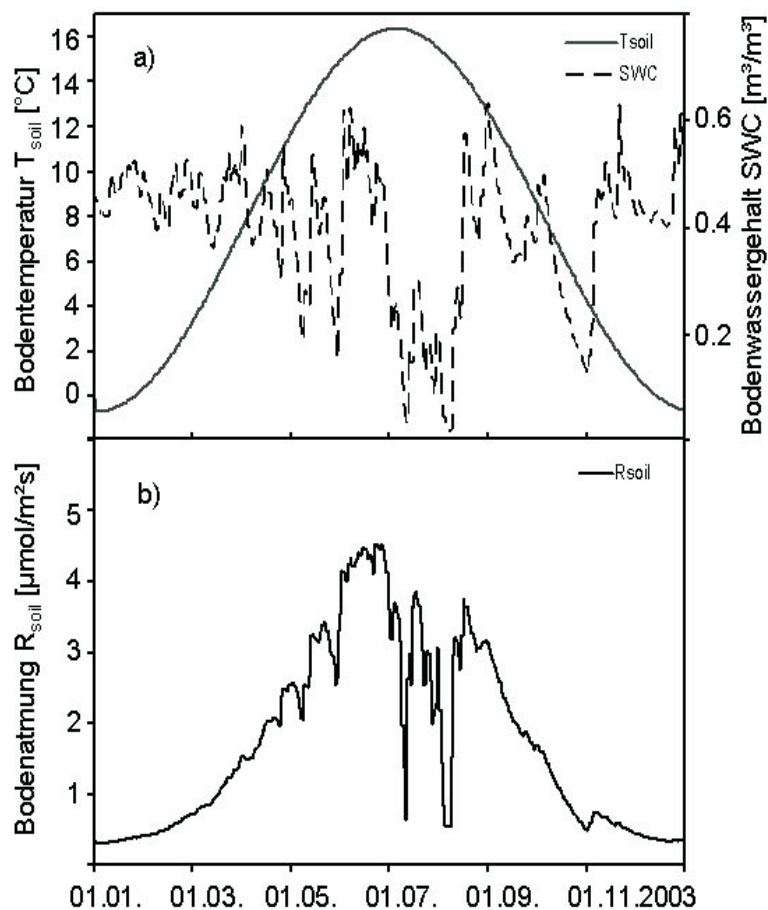 a)
Tsoil
SWC
Bodentemperatur Tsoil [°C]
16
14
12
10
8
6
4
2
0
Bodenwassergehalt SWC [m³/m³]
0.6
0.4
0.2
b)
Rsoil
Bodenatmung Rsoil [µmol/m²s]
5
4
3
2
1
01.01. 01.03. 01.05. 01.07. 01.09. 01.11.2003